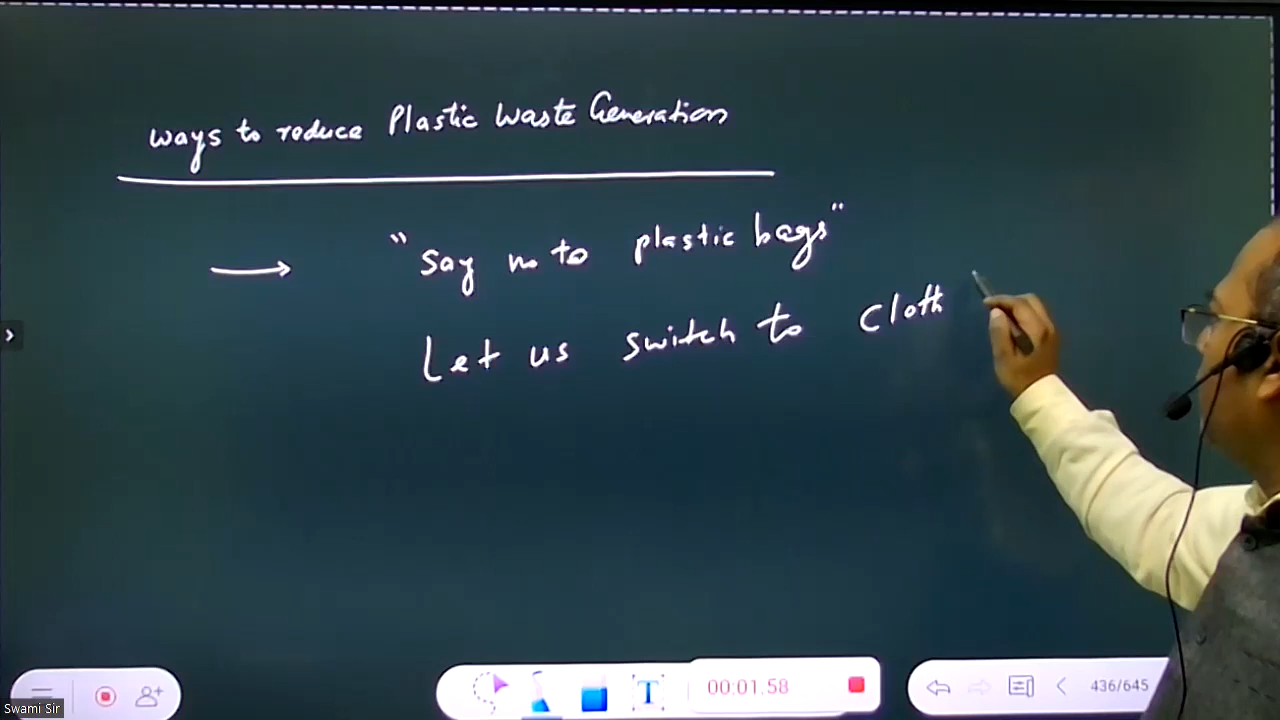 ways to reduce Plastic Waste Generation
"Say no to plastic bags"
Let us switch to cloth
T
00:01.58
436/645
Swami Sir